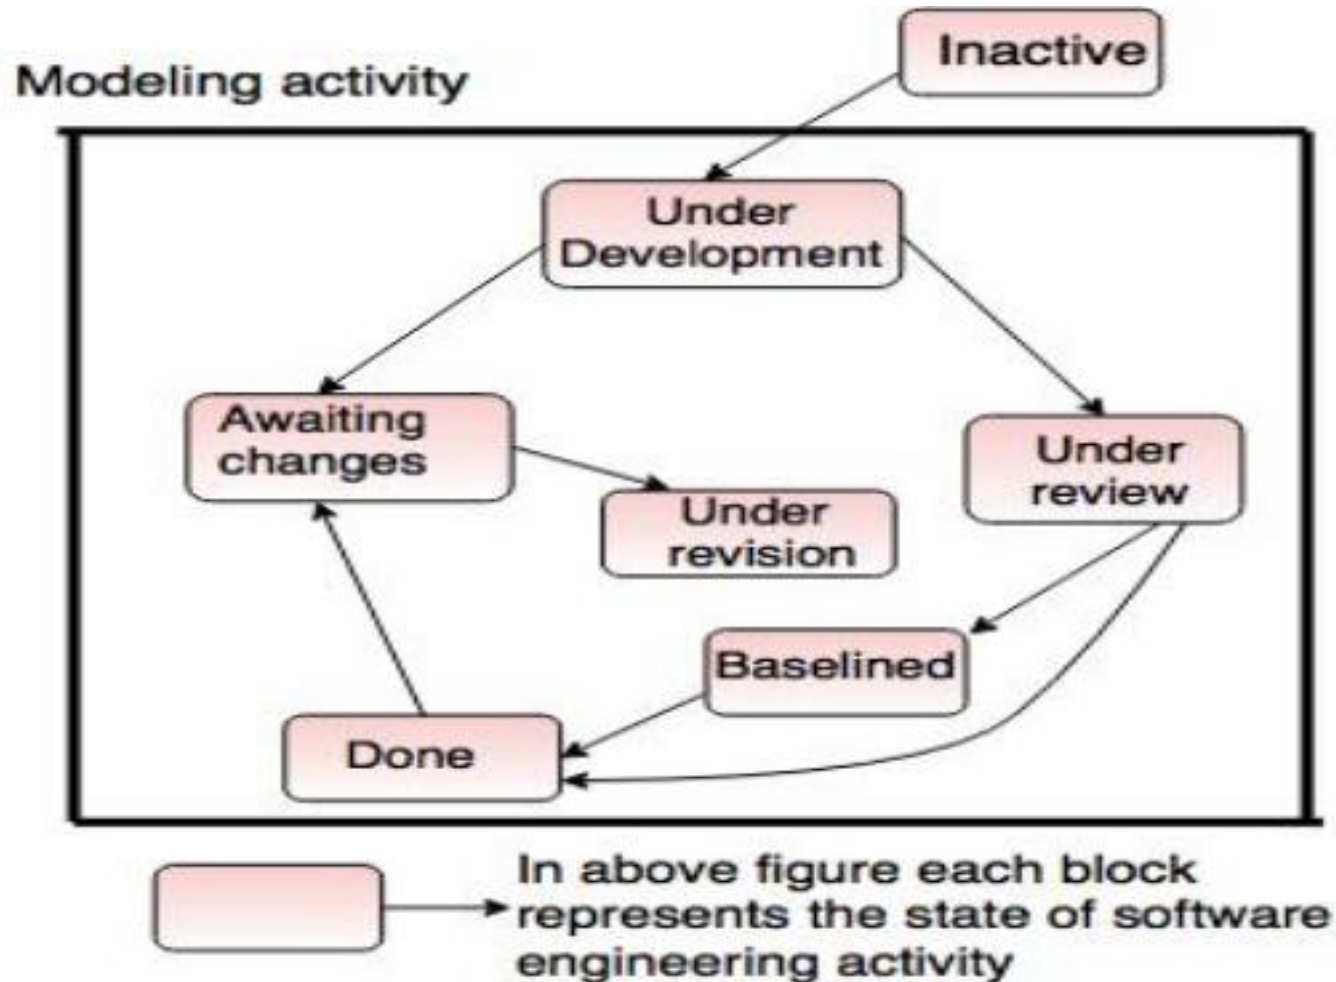 Inactive
Modeling activity
Under
Development
Awaiting
changes
Under
review
Under
revision
Baselined
Done
In above figure each block
represents the state of software
engineering activity